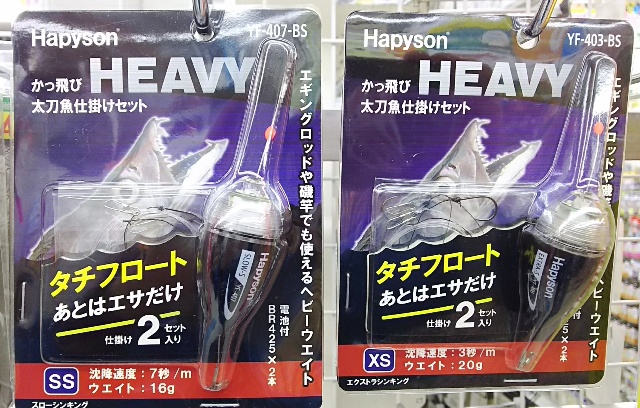 Hapyson
YF-407-BS
かっ飛び HEAVY
太刀魚仕掛けセット
エギングロッドや磯竿でも使えるヘビーウエイト
電池付
BR425×2本
Hapyson
SLOW-S
タチフロート
あとはエサだけ
仕掛け2セット入り
SS
沈降速度：7秒/m
ウエイト：16g
スローシンキング
Hapyson
YF-403-BS
かっ飛び HEAVY
太刀魚仕掛けセット
エギングロッドや磯竿でも
ヘビーウエイト
Hapyson
タチフロート
あとはエサだけ
仕掛け2セット入り
XS
沈降速度：3秒/m
ウエイト：20g
エクストラシンキング